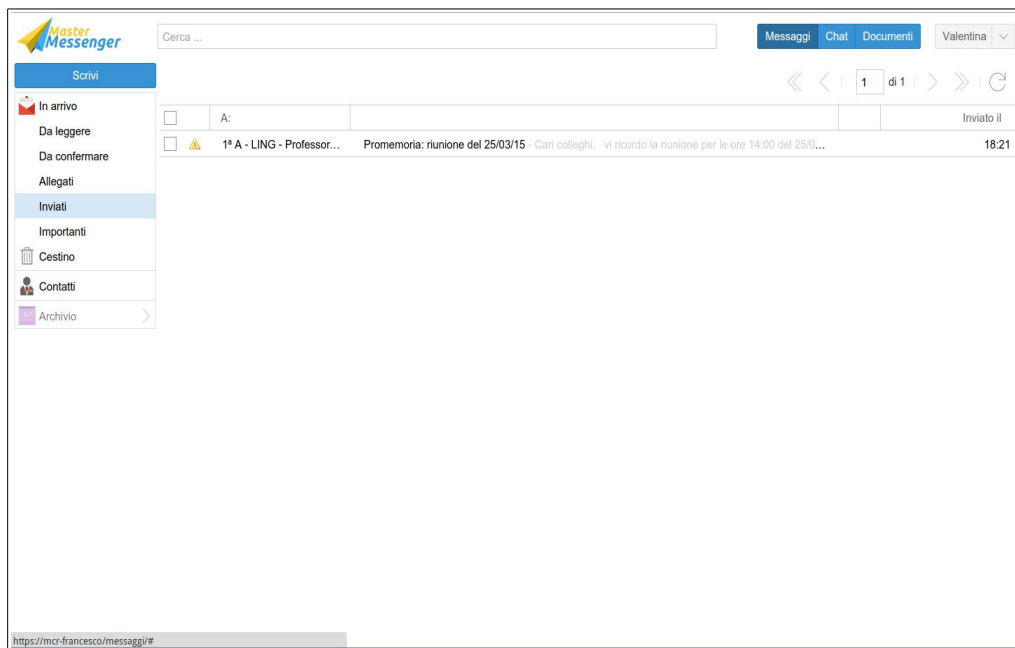 Master
Messenger
Cerca ...
Messaggi Chat Documenti
Valentina
Scrivi
1 di 1
In arrivo
Da leggere
Da confermare
Allegati
Inviati
Importanti
Cestino
Contatti
Archivio
A: Inviato il
1ª A - LING - Professor... Promemoria: riunione del 25/03/15 - Cari colleghi, vi ricordo la riunione per le ore 14:00 del 25/0... 18:21
https://mcr-francesco/messaggi/#